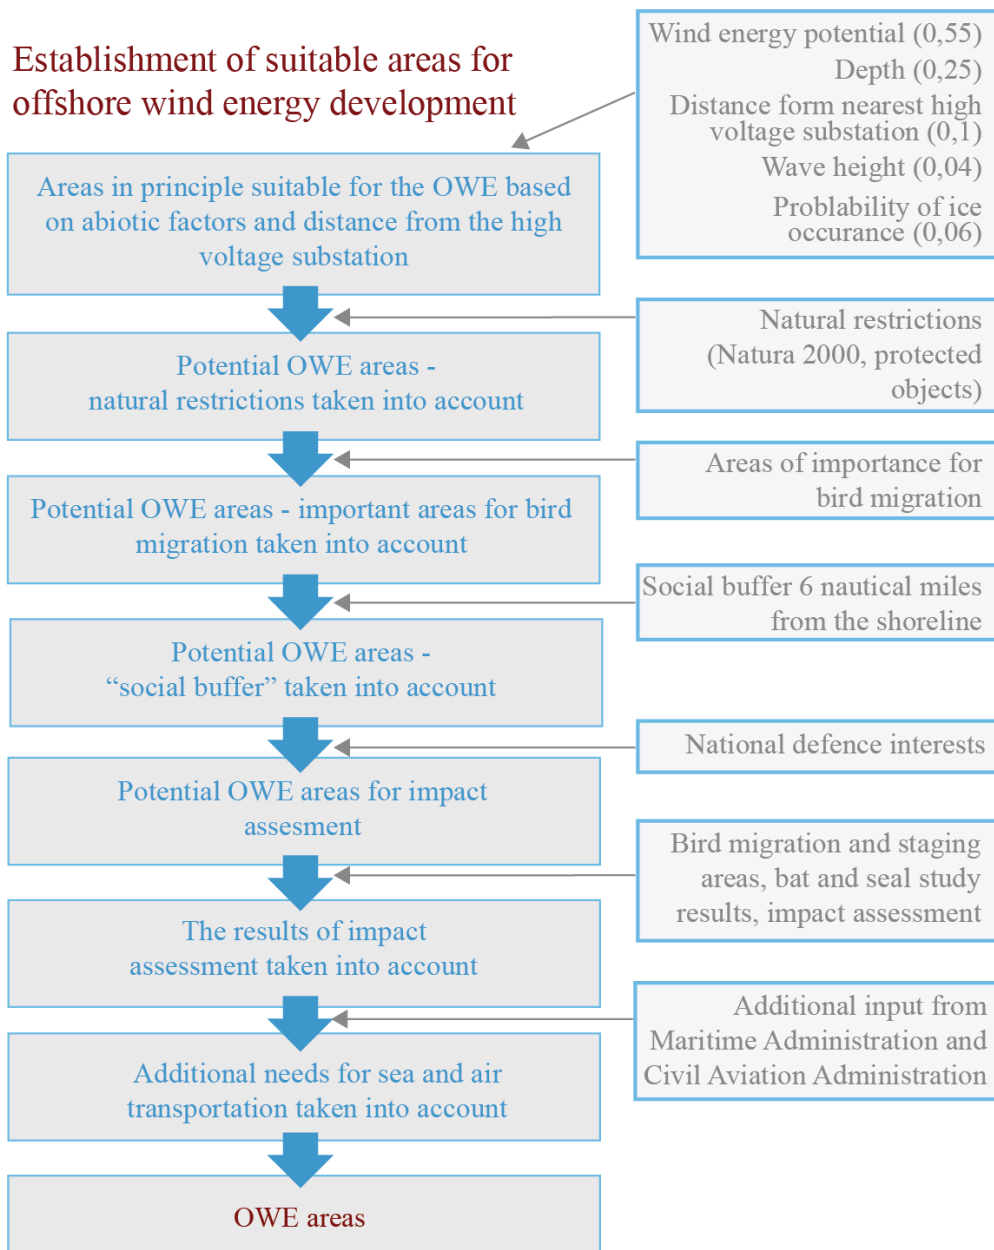 Establishment of suitable areas for
offshore wind energy development
Wind energy potential (0,55)
Depth (0,25)
Distance form nearest high
voltage substation (0,1)
Wave height (0,04)
Problability of ice
occurance (0,06)
Areas in principle suitable for the OWE based
on abiotic factors and distance from the high
voltage substation
Natural restrictions
(Natura 2000, protected
objects)
Potential OWE areas -
natural restrictions taken into account
Areas of importance for
bird migration
Potential OWE areas - important areas for bird
migration taken into account
Social buffer 6 nautical miles
from the shoreline
Potential OWE areas -
“social buffer” taken into account
National defence interests
Potential OWE areas for impact
assesment
Bird migration and staging
areas, bat and seal study
results, impact assessment
The results of impact
assessment taken into account
Additional input from
Maritime Administration and
Civil Aviation Administration
Additional needs for sea and air
transportation taken into account
OWE areas